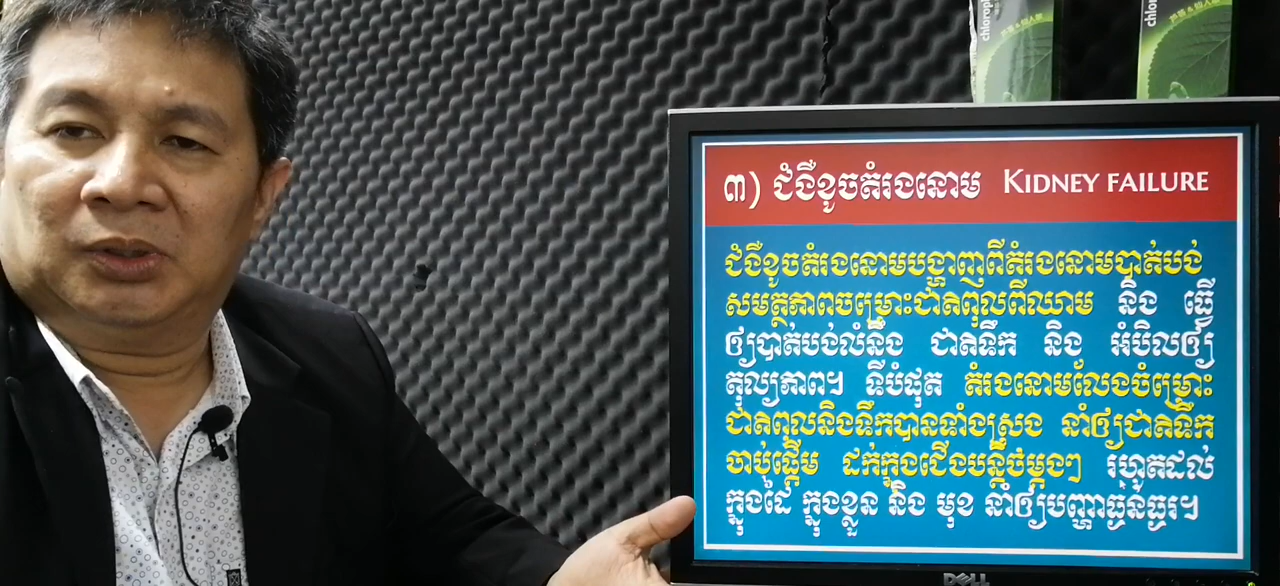 chloroph
chlo
៣) ជំងឺខូចតំរងនោម KIDNEY FAILURE
ជំងឺខូចតំរងនោមបង្ហាញពីតំរងនោមបាត់បង់
សមត្ថភាពចម្រោះជាតិពុលពីឈាម និង ធ្វើ
ឲ្យបាត់បង់លំនឹង ជាតិទឹក និង អំបិលឲ្យ
តុល្យភាព។ ទីបំផុត តំរងនោមលែងចំម្រោះ
ជាតិពុលនិងទឹកបានទាំងស្រុង នាំឲ្យជាតិទឹក
ចាប់ផ្តើម ដក់ក្នុងជើងបន្តិចម្តងៗ រហូតដល់
ក្នុងដៃ ក្នុងខ្លួន និង មុខ នាំឲ្យបញ្ហាធ្ងន់ធ្ងរ។
DELL